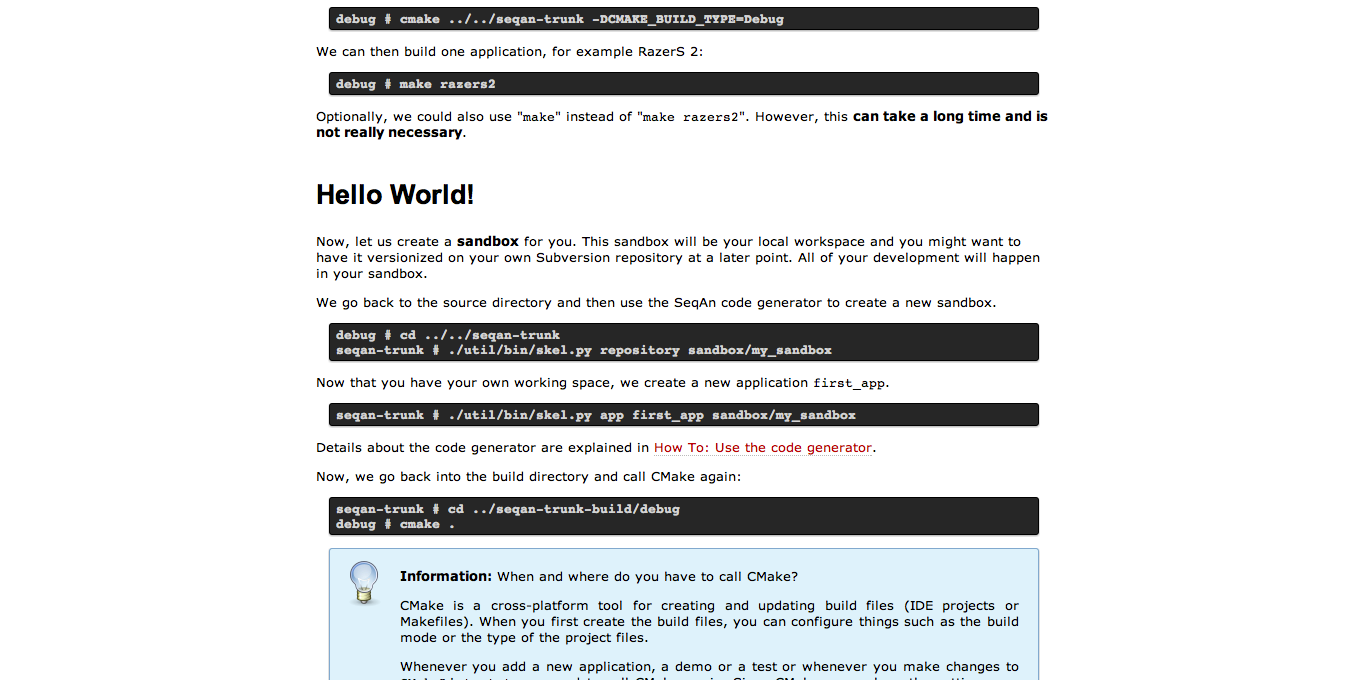 debug # cmake ../../seqan-trunk -DCMAKE_BUILD_TYPE=Debug
We can then build one application, for example RazerS 2:
debug # make razers2
Optionally, we could also use "make" instead of "make razers2". However, this can take a long time and is
not really necessary.
Hello World!
Now, let us create a sandbox for you. This sandbox will be your local workspace and you might want to
have it versionized on your own Subversion repository at a later point. All of your development will happen
in your sandbox.
We go back to the source directory and then use the SeqAn code generator to create a new sandbox.
debug # cd ../../seqan-trunk
seqan-trunk # ./util/bin/skel.py repository sandbox/my_sandbox
Now that you have your own working space, we create a new application first_app.
seqan-trunk # ./util/bin/skel.py app first_app sandbox/my_sandbox
Details about the code generator are explained in How To: Use the code generator.
Now, we go back into the build directory and call CMake again:
seqan-trunk # cd ../seqan-trunk-build/debug
debug # cmake .
Information: When and where do you have to call CMake?
CMake is a cross-platform tool for creating and updating build files (IDE projects or
Makefiles). When you first create the build files, you can configure things such as the build
mode or the type of the project files.
Whenever you add a new application, a demo or a test or whenever you make changes to